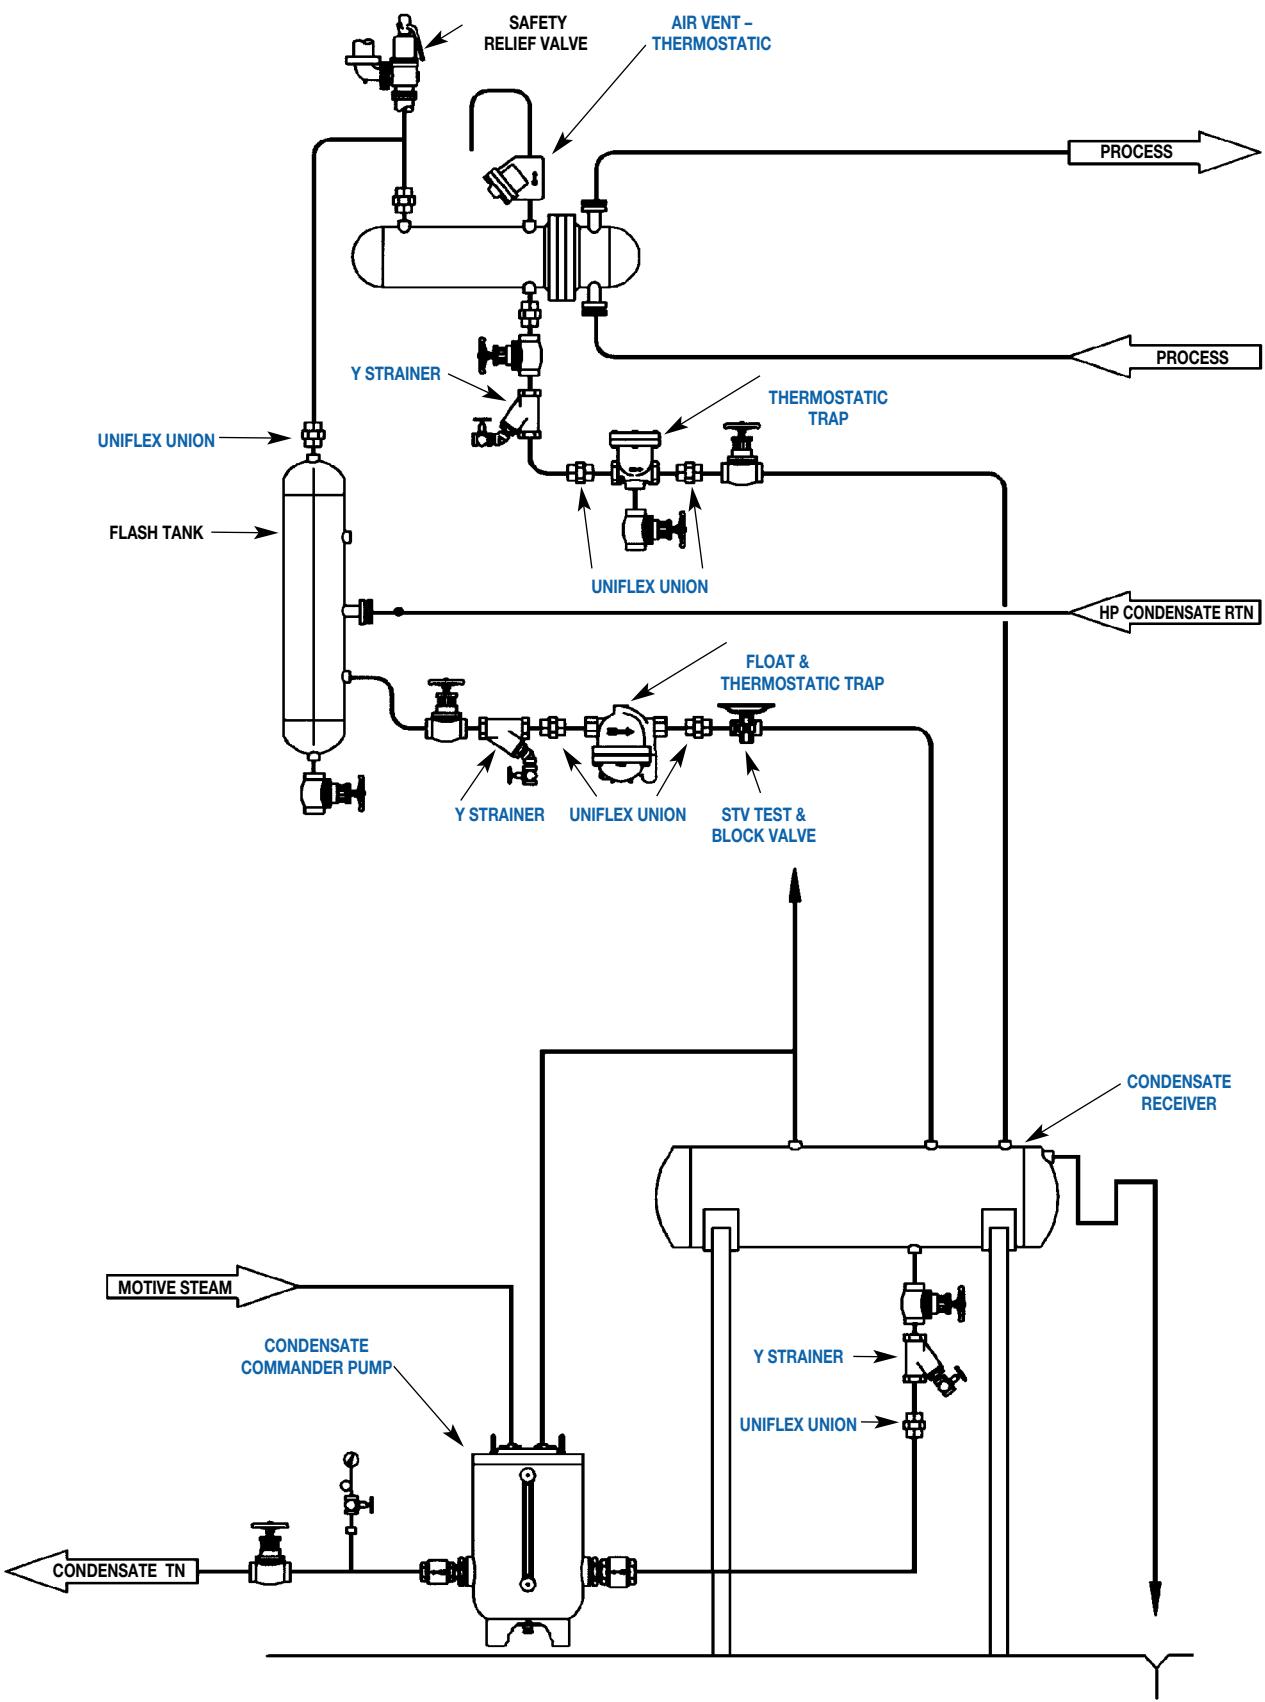 SAFETY
RELIEF VALVE
AIR VENT –
THERMOSTATIC
PROCESS
PROCESS
Y STRAINER
THERMOSTATIC
TRAP
UNIFLEX UNION
FLASH TANK
UNIFLEX UNION
HP CONDENSATE RTN
FLOAT &
THERMOSTATIC TRAP
Y STRAINER
UNIFLEX UNION
STV TEST &
BLOCK VALVE
CONDENSATE
RECEIVER
MOTIVE STEAM
CONDENSATE
COMMANDER PUMP
Y STRAINER
UNIFLEX UNION
CONDENSATE TN